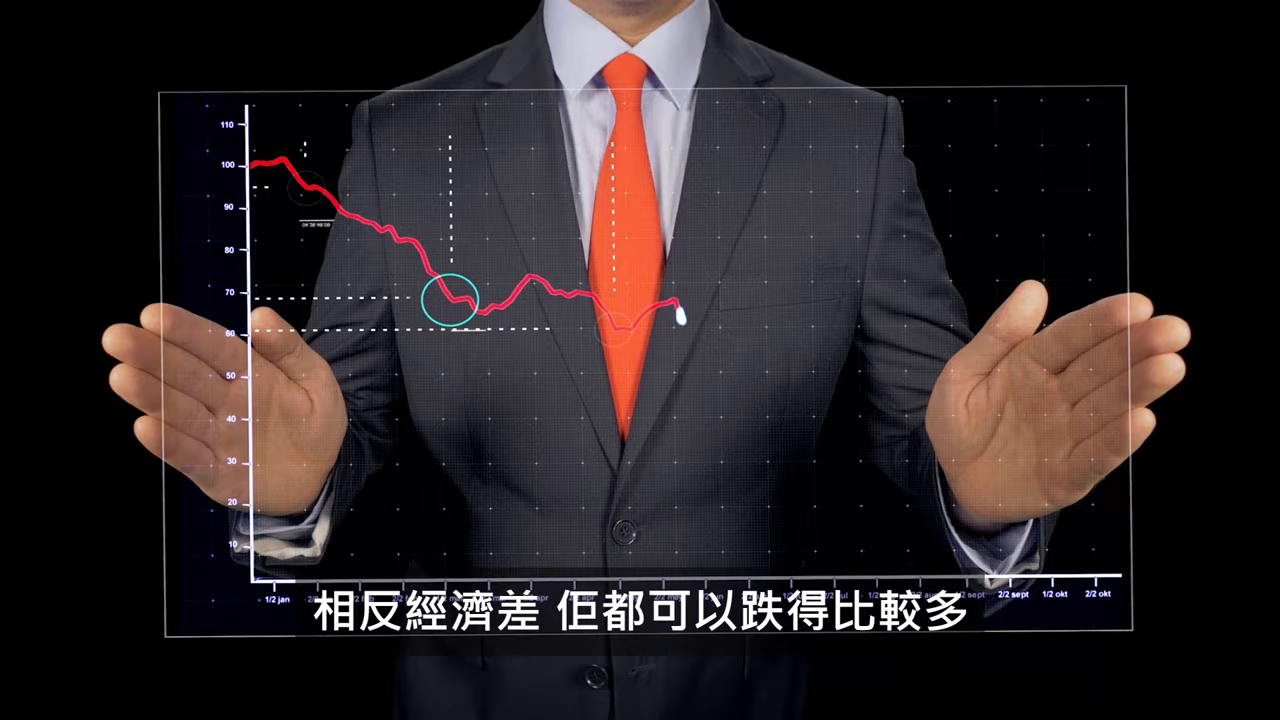 110
100
90
80
70
60
50
40
30
20
10
1/2 jan
2/2 sept
1/2 okt
2/2 okt
相反經濟差 佢都可以跌得比較多